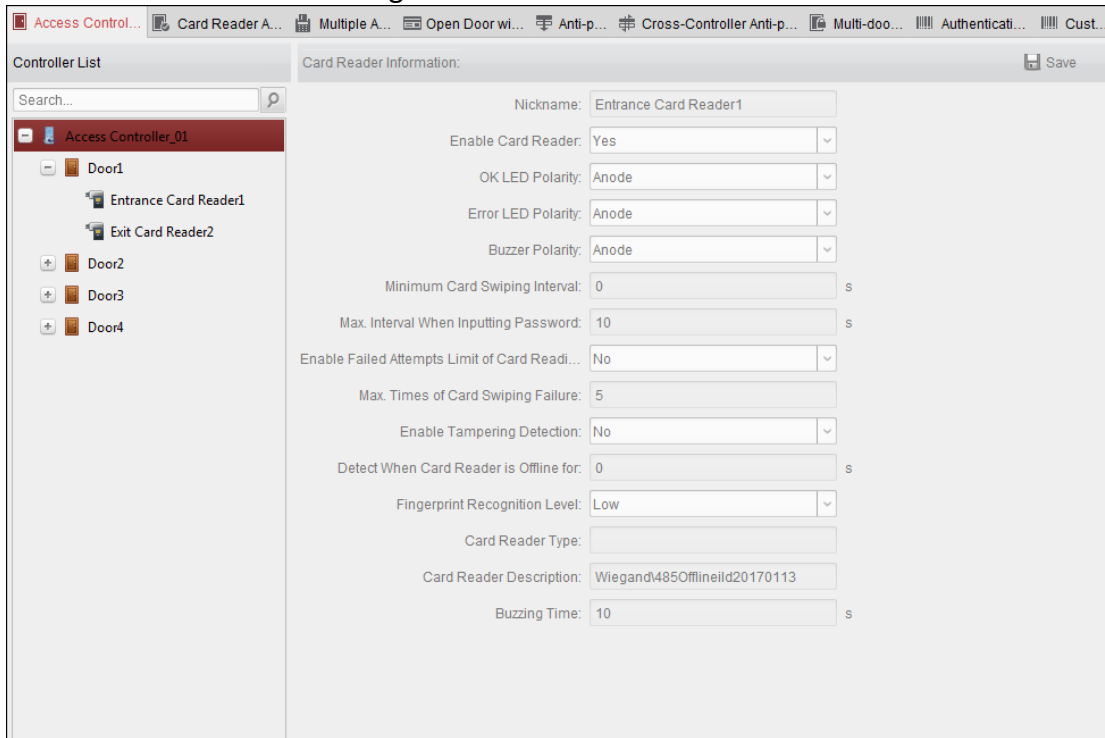 Access Control... Card Reader A... Multiple A... Open Door wi... Anti-p... Cross-Controller Anti-p... Multi-doo... Authenticati... Cust...
Controller List
Card Reader Information:
Save
Search...
Access Controller_01
Door1
Entrance Card Reader1
Exit Card Reader2
Door2
Door3
Door4
Nickname: Entrance Card Reader1
Enable Card Reader: Yes
OK LED Polarity: Anode
Error LED Polarity: Anode
Buzzer Polarity: Anode
Minimum Card Swiping Interval: 0 s
Max. Interval When Inputting Password: 10 s
Enable Failed Attempts Limit of Card Readi... No
Max. Times of Card Swiping Failure: 5
Enable Tampering Detection: No
Detect When Card Reader is Offline for: 0 s
Fingerprint Recognition Level: Low
Card Reader Type:
Card Reader Description: Wiegand\485Offlineild20170113
Buzzing Time: 10 s